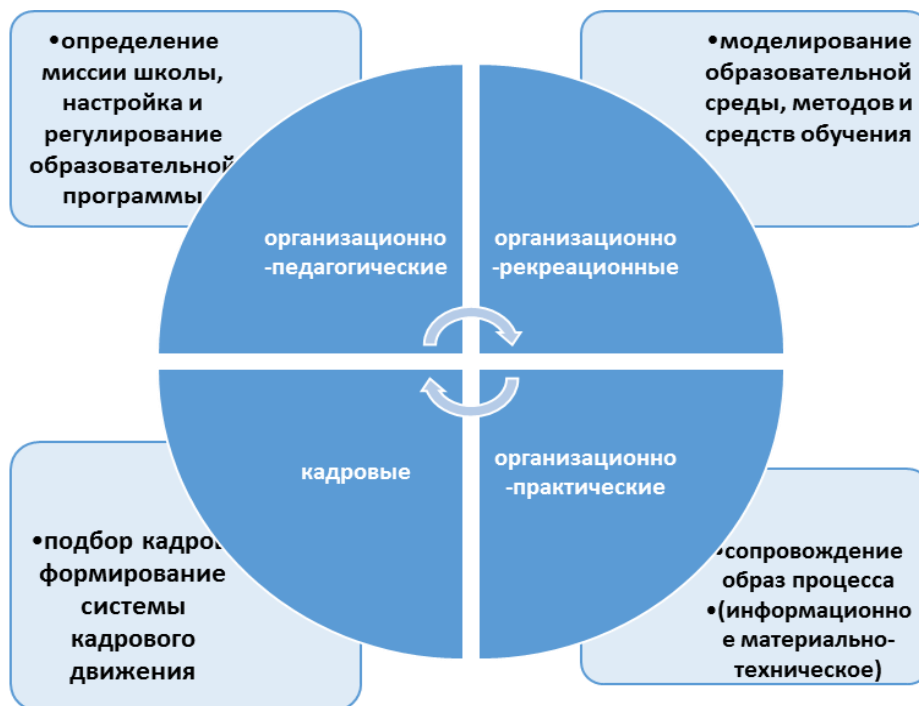 •определение
миссии школы,
настройка и
регулирование
образовательной
программы
•моделирование
образовательной
среды, методов и
средств обучения
организационно
-педагогические
организационно
-рекреационные
кадровые
организационно
-практические
•подбор кадров
формирование
системы
кадрового
движения
•сопровождение
образ процесса
•(информационно
е материально-
техническое)